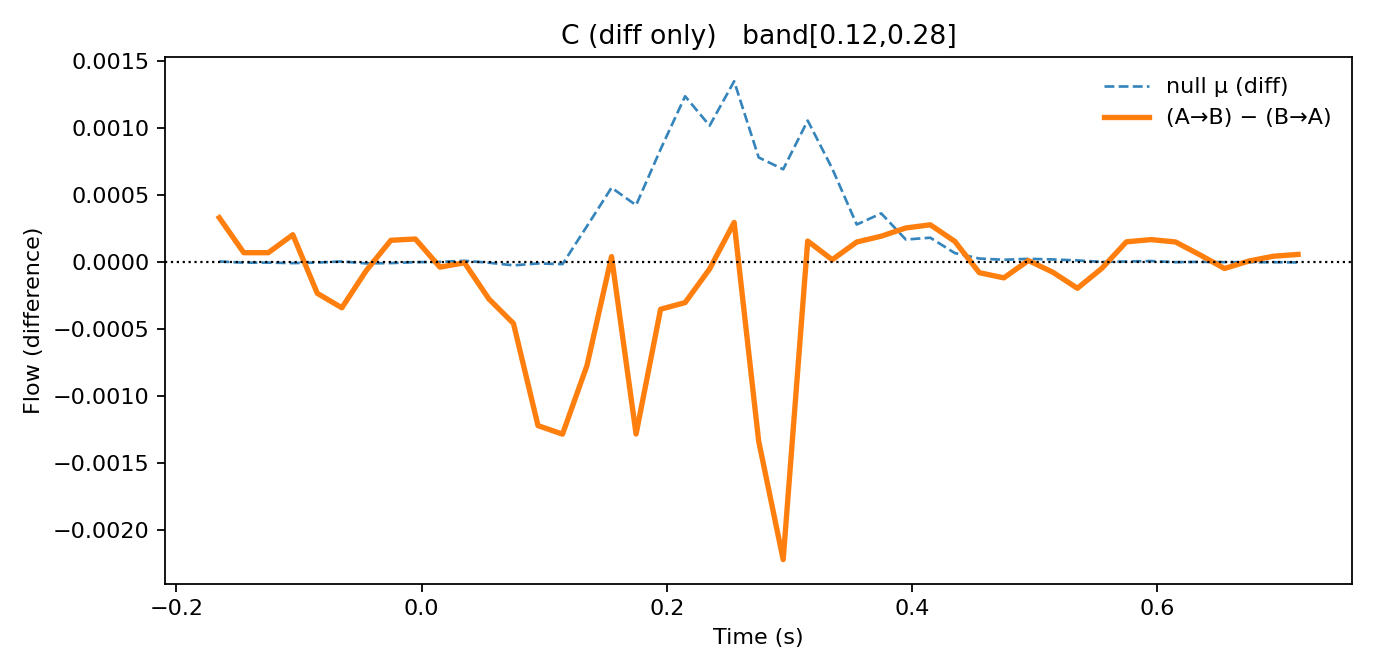 C (diff only)   band[0.12,0.28]
null μ (diff)
(A→B) − (B→A)
Flow (difference)
0.0015
0.0010
0.0005
0.0000
−0.0005
−0.0010
−0.0015
−0.0020
−0.2
0.0
0.2
0.4
0.6
Time (s)